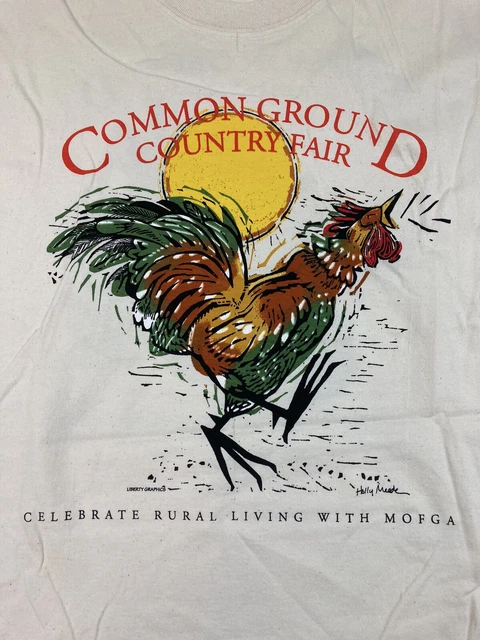 COMMON GROUND
COUNTRY FAIR
LIBERTY GRAPHICS
Holly Meade
CELEBRATE RURAL LIVING WITH MOFGA